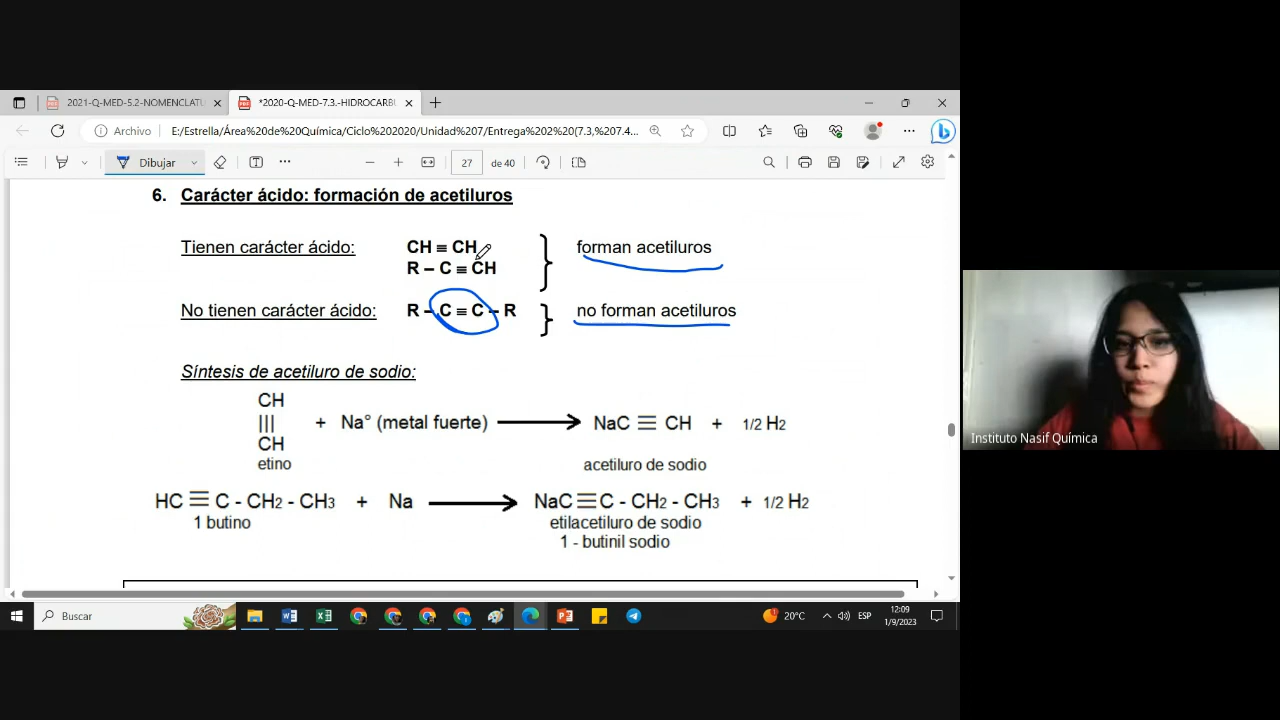 2021-Q-MED-5.2-NOMENCLATU
*2020-Q-MED-7.3.-HIDROCARBU
Archivo E:/Estrella/Área%20de%20Química/Ciclo%202020/Unidad%207/Entrega%202%20(7.3,%207.4...
Dibujar 27 de 40
6. Carácter ácido: formación de acetiluros
Tienen carácter ácido: CH ≡ CH forman acetiluros
R – C ≡ CH
No tienen carácter ácido: R – C ≡ C – R no forman acetiluros
Síntesis de acetiluro de sodio:
CH
||| + Na° (metal fuerte) → NaC ≡ CH + 1/2 H2
CH
etino acetiluro de sodio
HC ≡ C - CH2 - CH3 + Na → NaC ≡ C - CH2 - CH3 + 1/2 H2
1 butino etilacetiluro de sodio
1 - butinil sodio
Instituto Nasif Química
Buscar 20°C ESP 12:09
1/9/2023